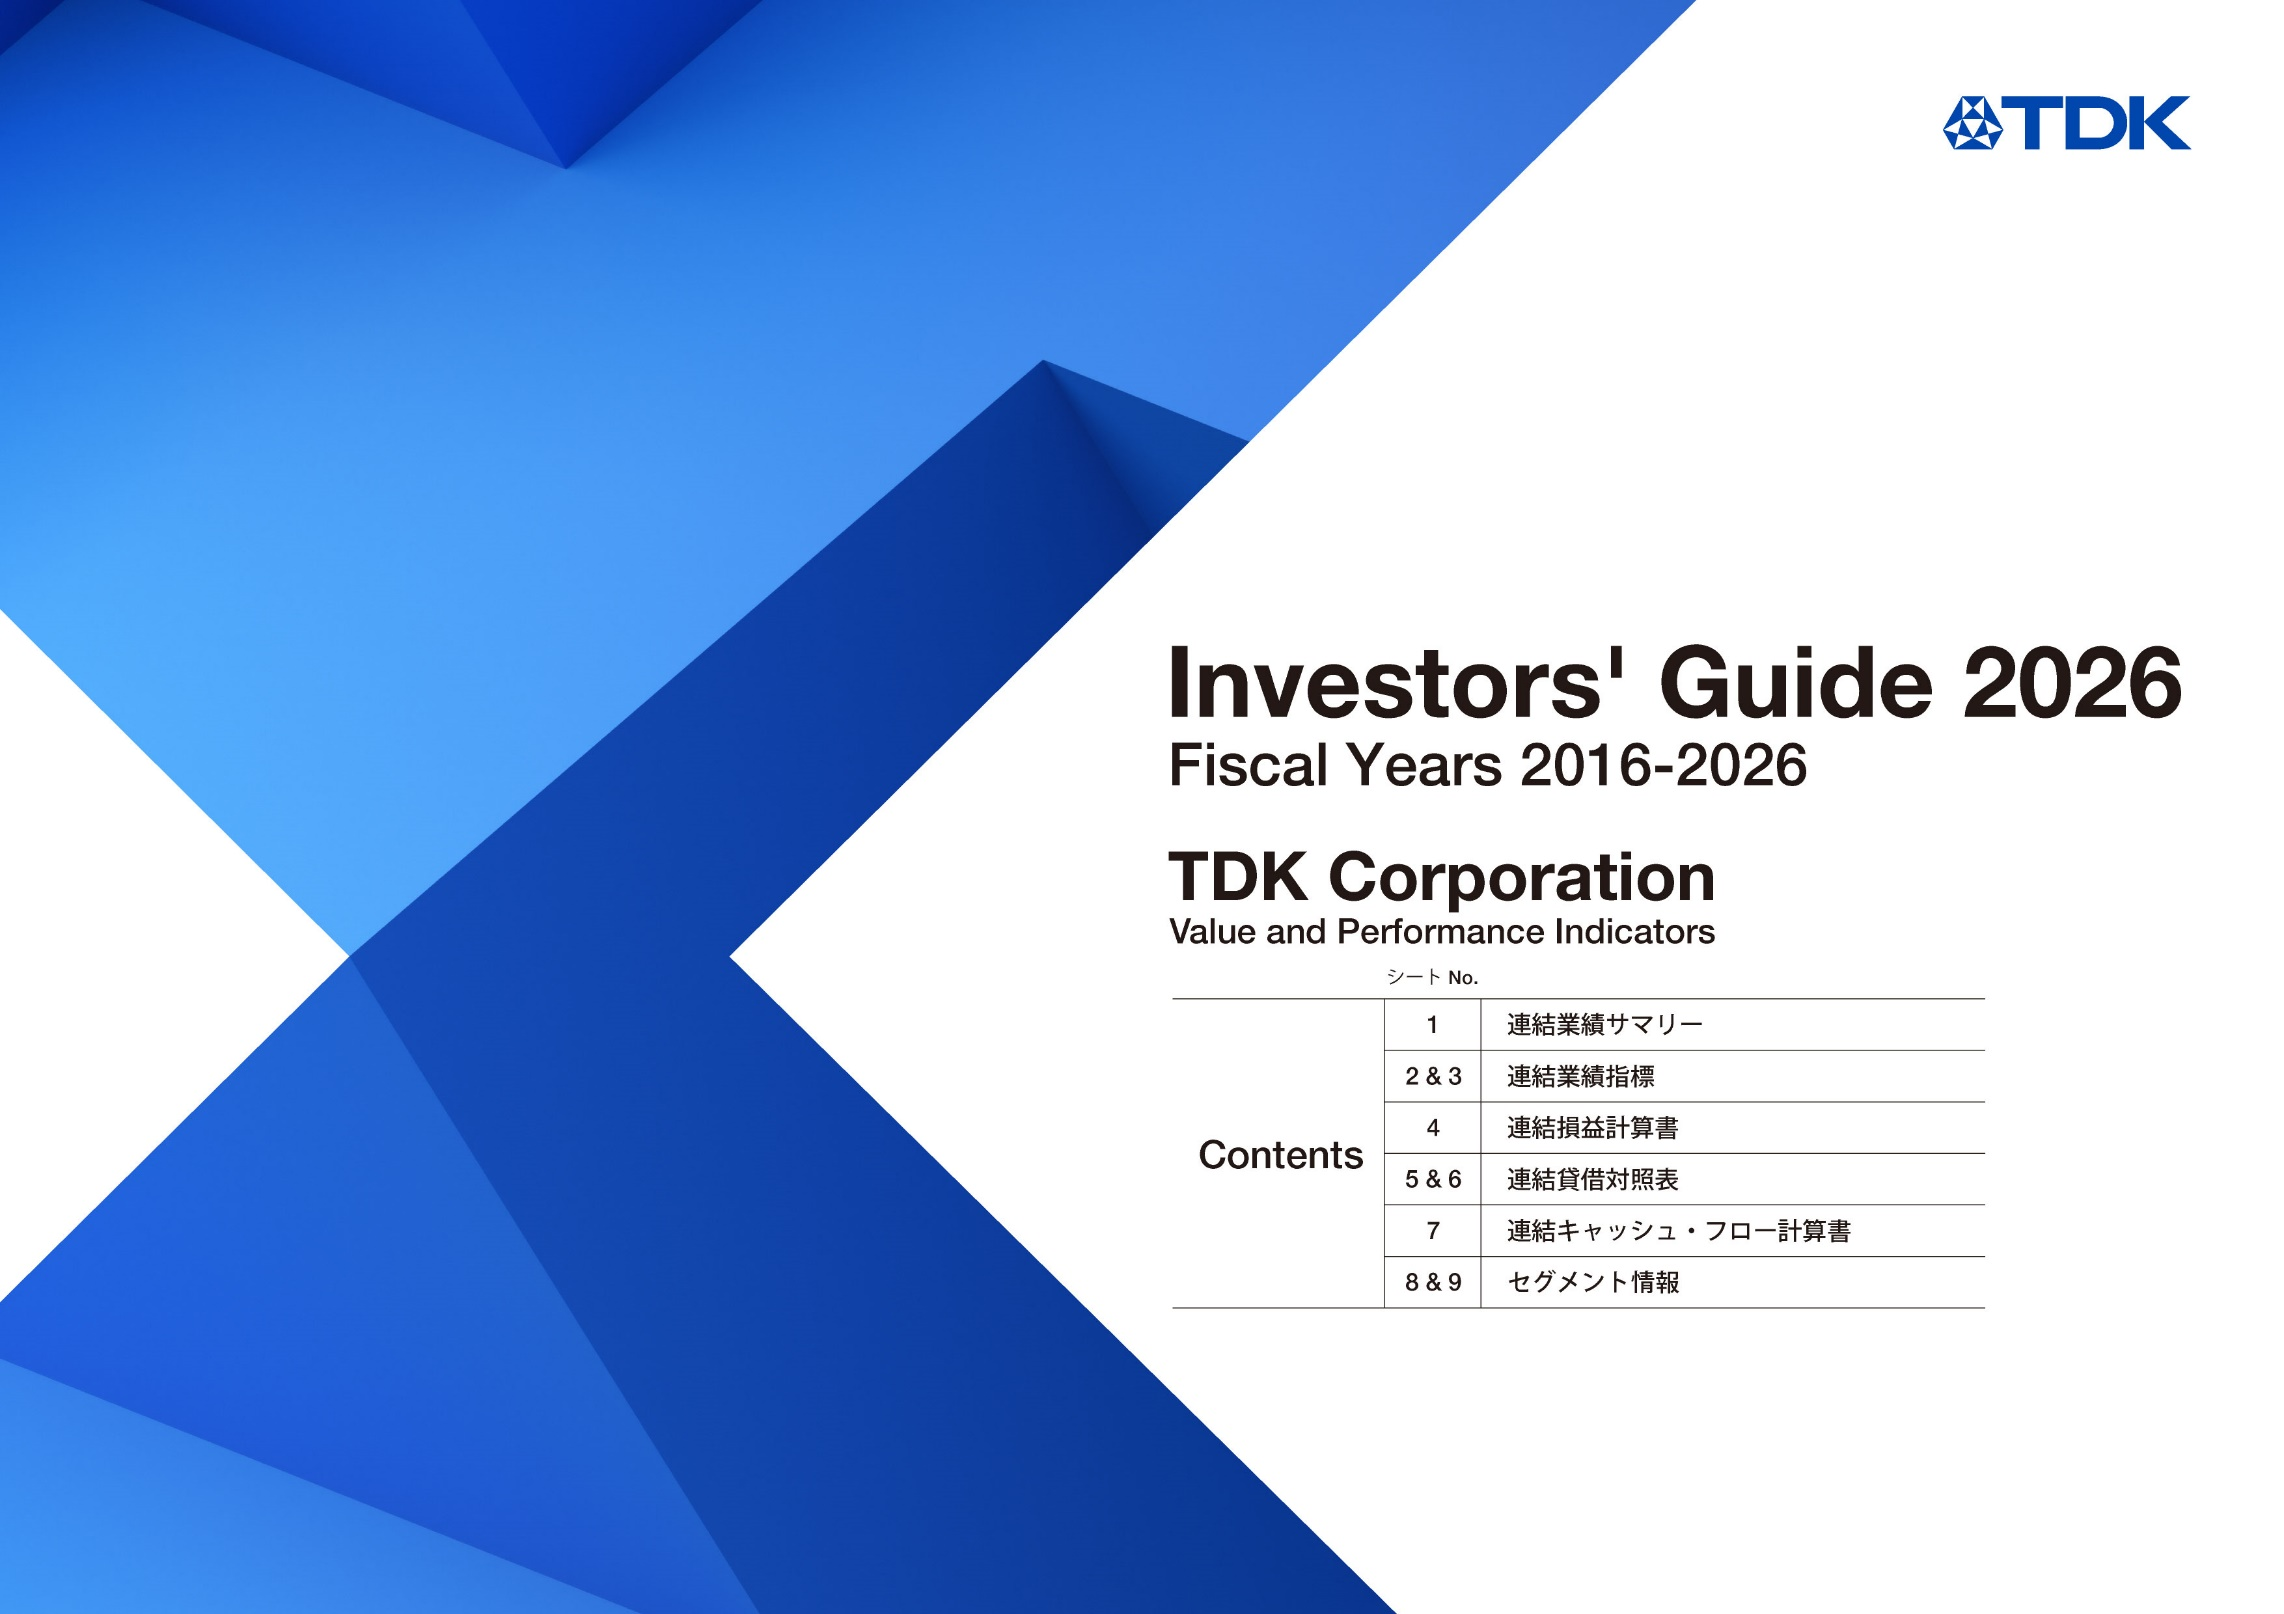 TDK
Investors' Guide 2026
Fiscal Years 2016-2026
TDK Corporation
Value and Performance Indicators
シート No.
Contents
1 連結業績サマリー
2 & 3 連結業績指標
4 連結損益計算書
5 & 6 連結貸借対照表
7 連結キャッシュ・フロー計算書
8 & 9 セグメント情報